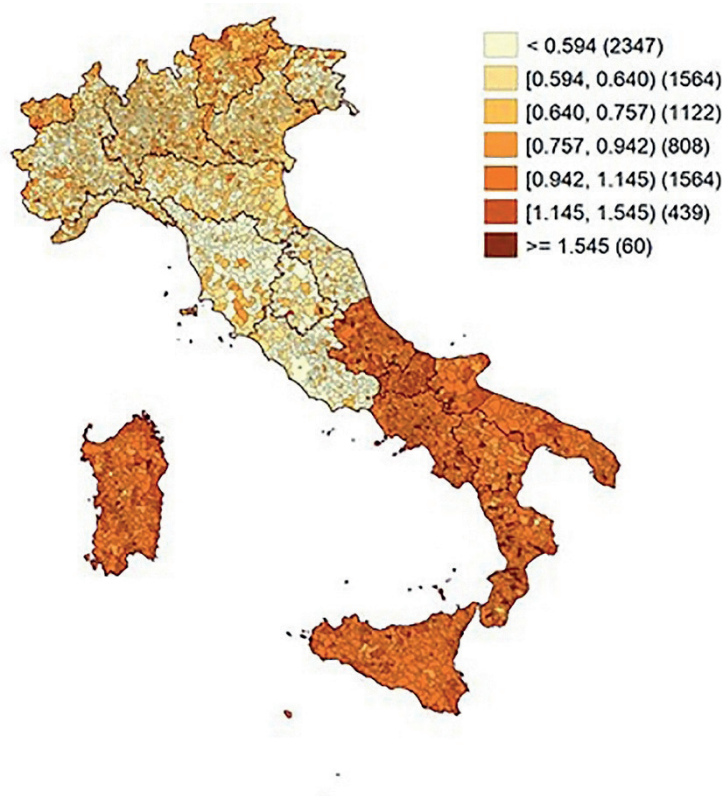 < 0.594 (2347)
[0.594, 0.640) (1564)
[0.640, 0.757) (1122)
[0.757, 0.942) (808)
[0.942, 1.145) (1564)
[1.145, 1.545) (439)
>= 1.545 (60)